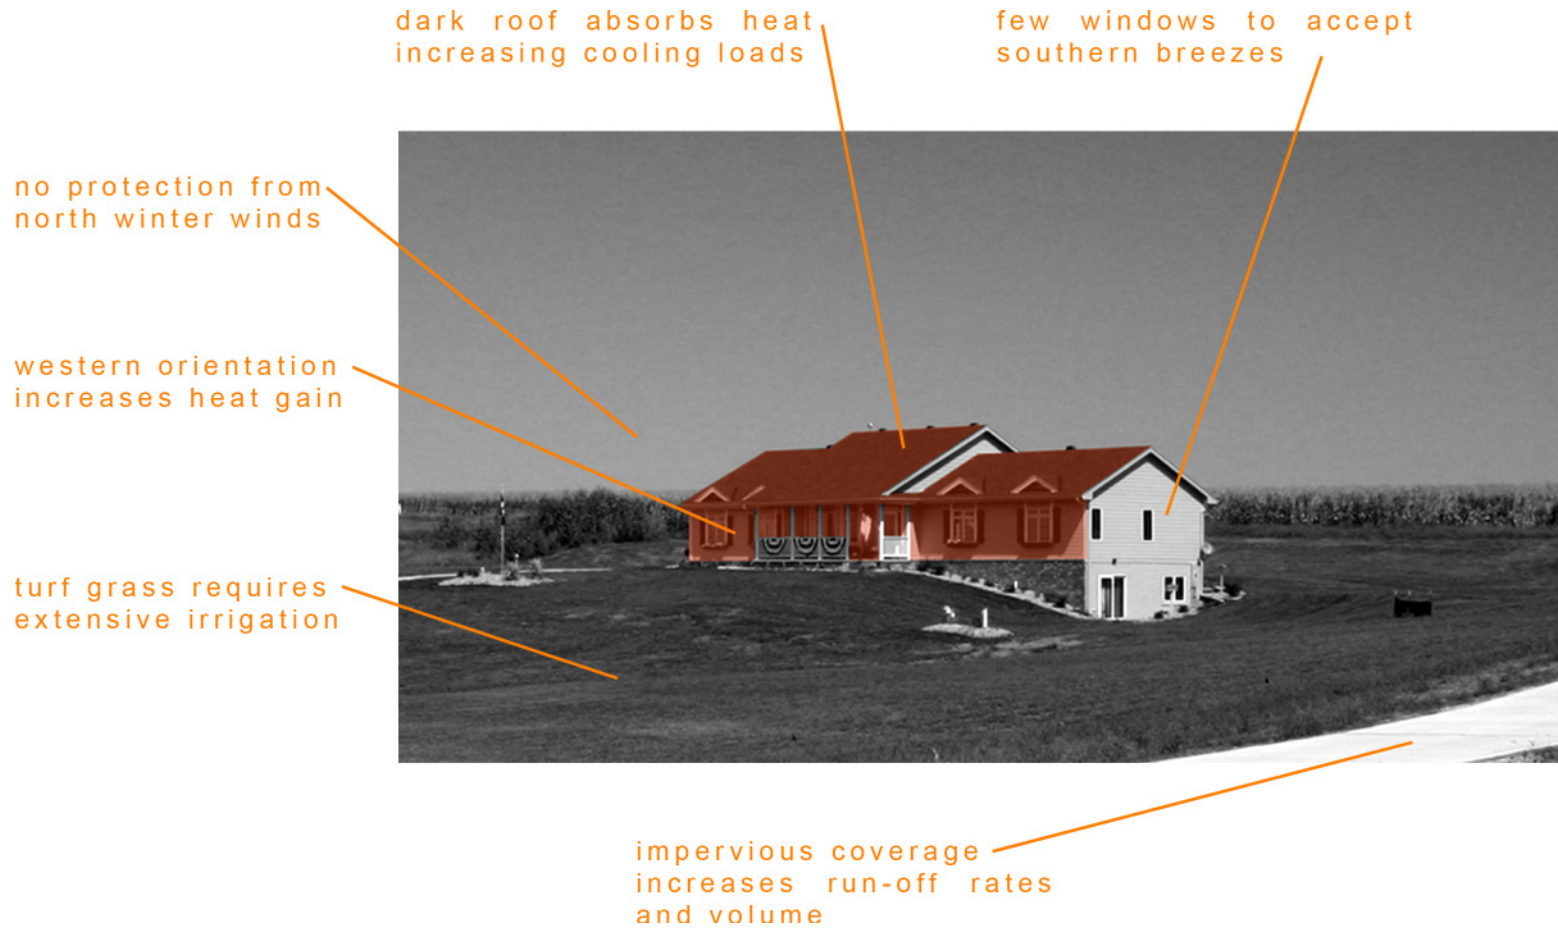 dark roof absorbs heat
increasing cooling loads
few windows to accept
southern breezes
no protection from
north winter winds
western orientation
increases heat gain
turf grass requires
extensive irrigation
impervious coverage
increases run-off rates
and volume